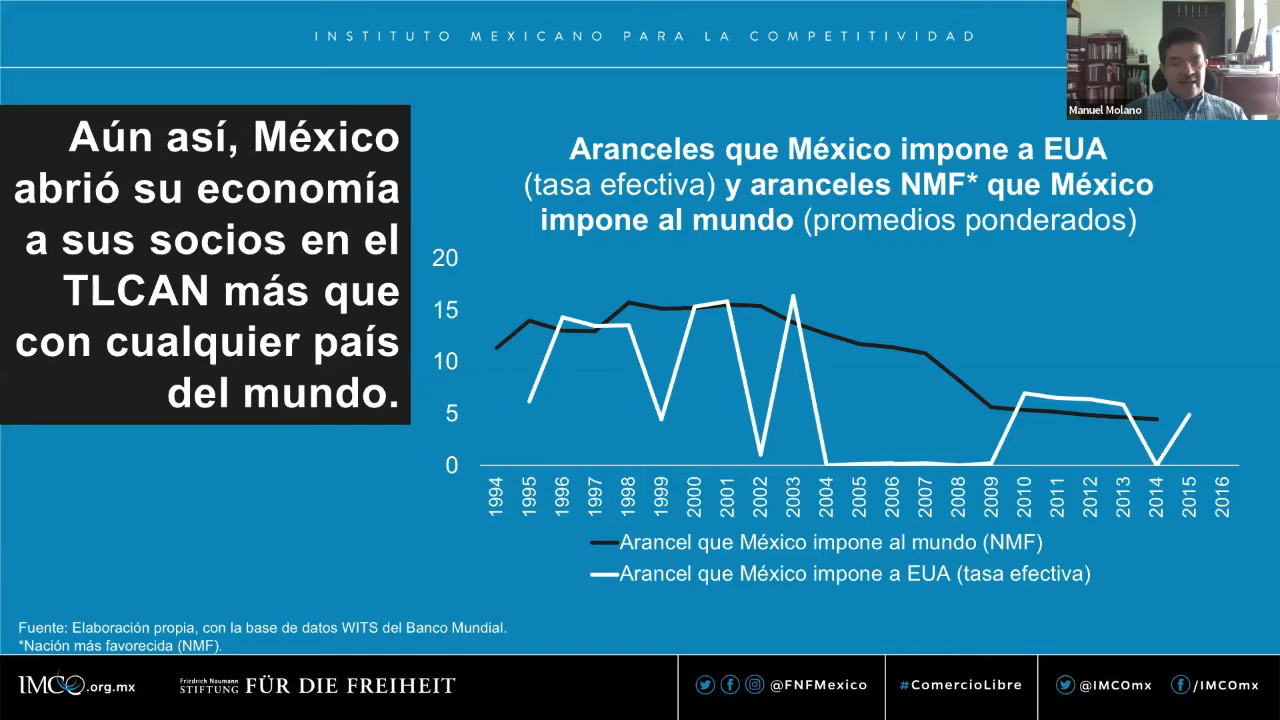 INSTITUTO MEXICANO PARA LA COMPETITIVIDAD
Manuel Molano
Aún así, México
abrió su economía
a sus socios en el
TLCAN más que
con cualquier país
del mundo.
Aranceles que México impone a EUA
(tasa efectiva) y aranceles NMF* que México
impone al mundo (promedios ponderados)
20
15
10
5
0
1994
1995
1996
1997
1998
1999
2000
2001
2002
2003
2004
2005
2006
2007
2008
2009
2010
2011
2012
2013
2014
2015
2016
Arancel que México impone al mundo (NMF)
Arancel que México impone a EUA (tasa efectiva)
Fuente: Elaboración propia, con la base de datos WITS del Banco Mundial.
*Nación más favorecida (NMF).
IMCO.org.mx
Friedrich Naumann
STIFTUNG FÜR DIE FREIHEIT
@FNFMexico
#ComercioLibre
@IMCOmx
/IMCOmx